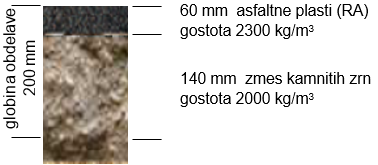 globina obdelave
200 mm
60 mm  asfaltne plasti (RA)
gostota 2300 kg/m³
140 mm  zmes kamnitih zrn
gostota 2000 kg/m³